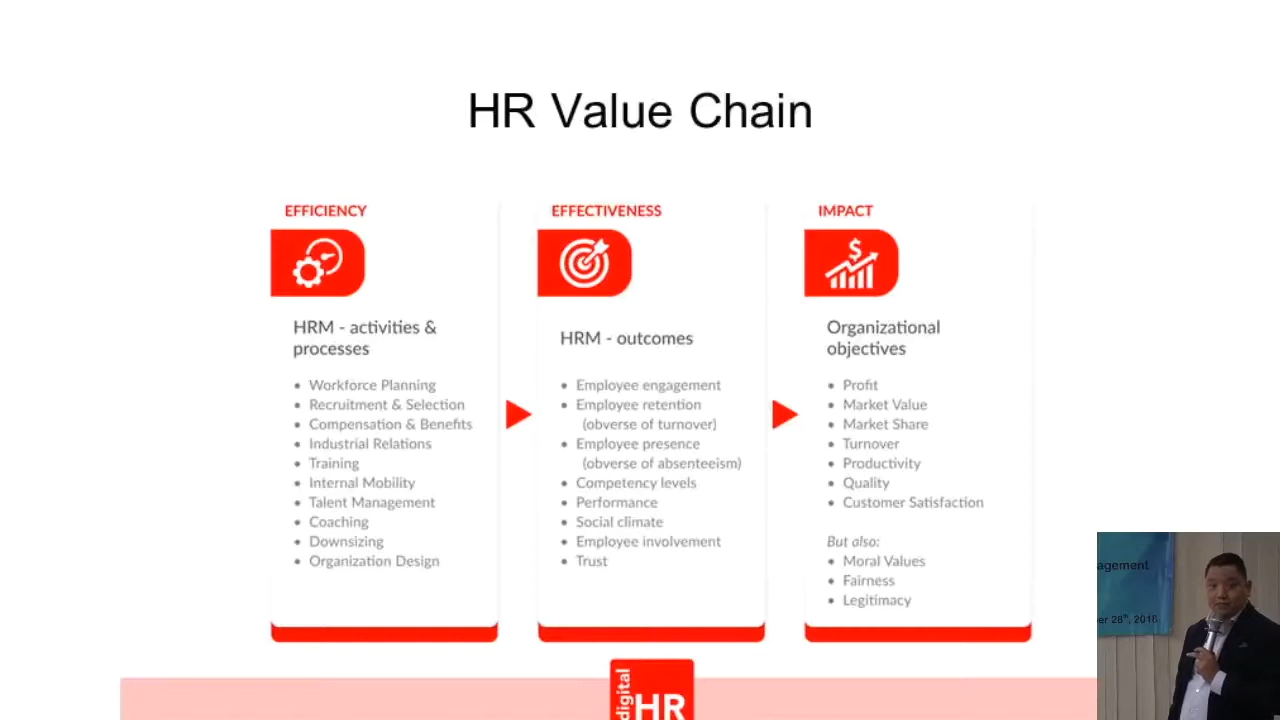 HR Value Chain
EFFICIENCY
HRM - activities &
processes
• Workforce Planning
• Recruitment & Selection
• Compensation & Benefits
• Industrial Relations
• Training
• Internal Mobility
• Talent Management
• Coaching
• Downsizing
• Organization Design
EFFECTIVENESS
HRM - outcomes
• Employee engagement
• Employee retention
(obverse of turnover)
• Employee presence
(obverse of absenteeism)
• Competency levels
• Performance
• Social climate
• Employee involvement
• Trust
IMPACT
$
Organizational
objectives
• Profit
• Market Value
• Market Share
• Turnover
• Productivity
• Quality
• Customer Satisfaction
But also:
• Moral Values
• Fairness
• Legitimacy
digital
HR
agement
er 28th, 2018